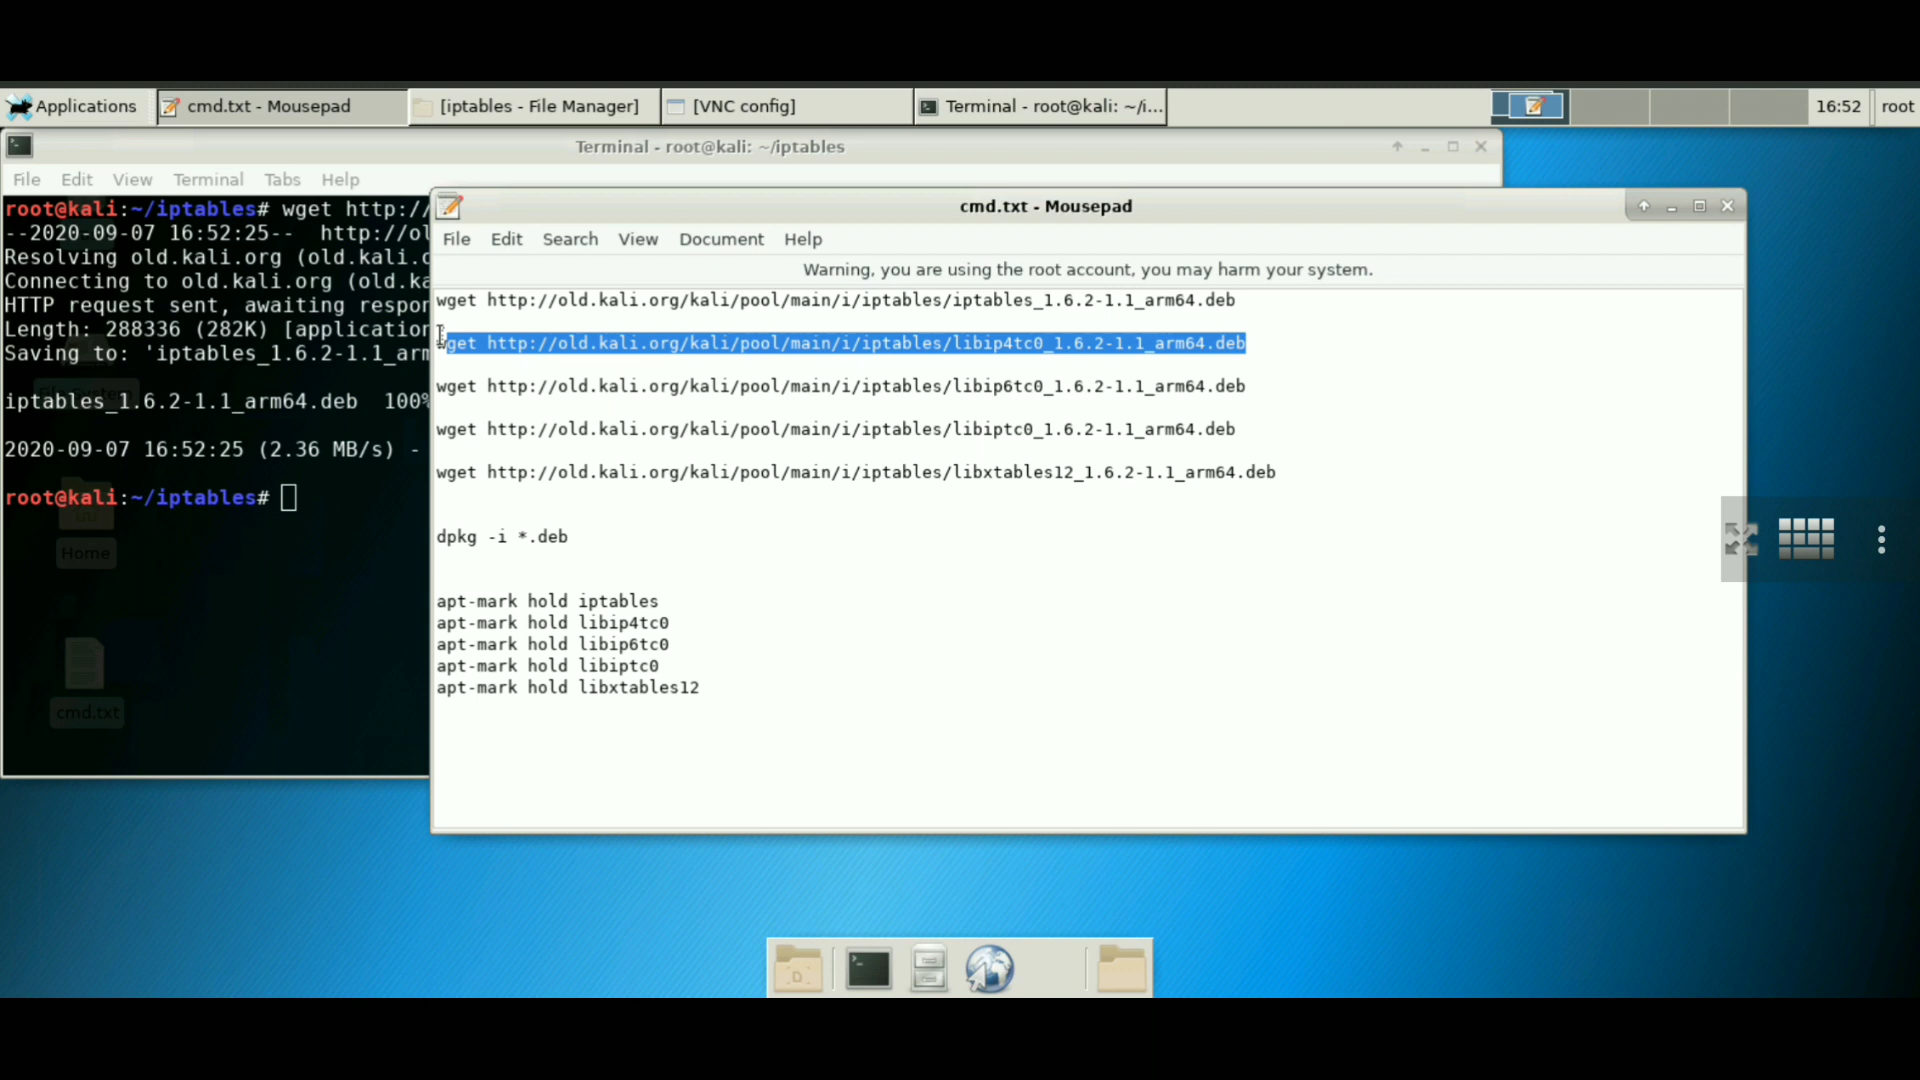 Applications
cmd.txt - Mousepad
[iptables - File Manager]
[VNC config]
Terminal - root@kali: ~/i...
16:52
root
Terminal - root@kali: ~/iptables
File Edit View Terminal Tabs Help
root@kali:~/iptables# wget http://
--2020-09-07 16:52:25-- http://ol
Resolving old.kali.org (old.kali.o
Connecting to old.kali.org (old.ka
HTTP request sent, awaiting respon
Length: 288336 (282K) [application
Saving to: 'iptables_1.6.2-1.1_arm
File System
iptables_1.6.2-1.1_arm64.deb 100%
2020-09-07 16:52:25 (2.36 MB/s) -
root@kali:~/iptables#
Home
cmd.txt
cmd.txt - Mousepad
File Edit Search View Document Help
Warning, you are using the root account, you may harm your system.
wget http://old.kali.org/kali/pool/main/i/iptables/iptables_1.6.2-1.1_arm64.deb
wget http://old.kali.org/kali/pool/main/i/iptables/libip4tc0_1.6.2-1.1_arm64.deb
wget http://old.kali.org/kali/pool/main/i/iptables/libip6tc0_1.6.2-1.1_arm64.deb
wget http://old.kali.org/kali/pool/main/i/iptables/libiptc0_1.6.2-1.1_arm64.deb
wget http://old.kali.org/kali/pool/main/i/iptables/libxtables12_1.6.2-1.1_arm64.deb
dpkg -i *.deb
apt-mark hold iptables
apt-mark hold libip4tc0
apt-mark hold libip6tc0
apt-mark hold libiptc0
apt-mark hold libxtables12